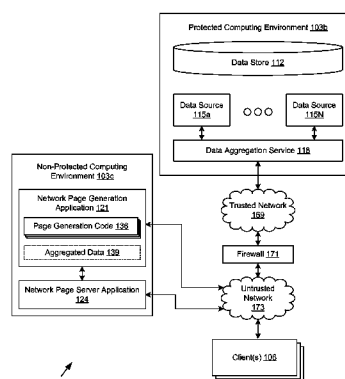 Protected Computing Environment 103b
Data Store 112
Data Source
115a
Data Source
115N
Data Aggregation Service 118
Non-Protected Computing
Environment 103c
Network Page Generation
Application 121
Page Generation Code 136
Aggregated Data 139
Network Page Server Application
124
Trusted Network
169
Firewall 171
Untrusted
Network
173
Client(s) 106